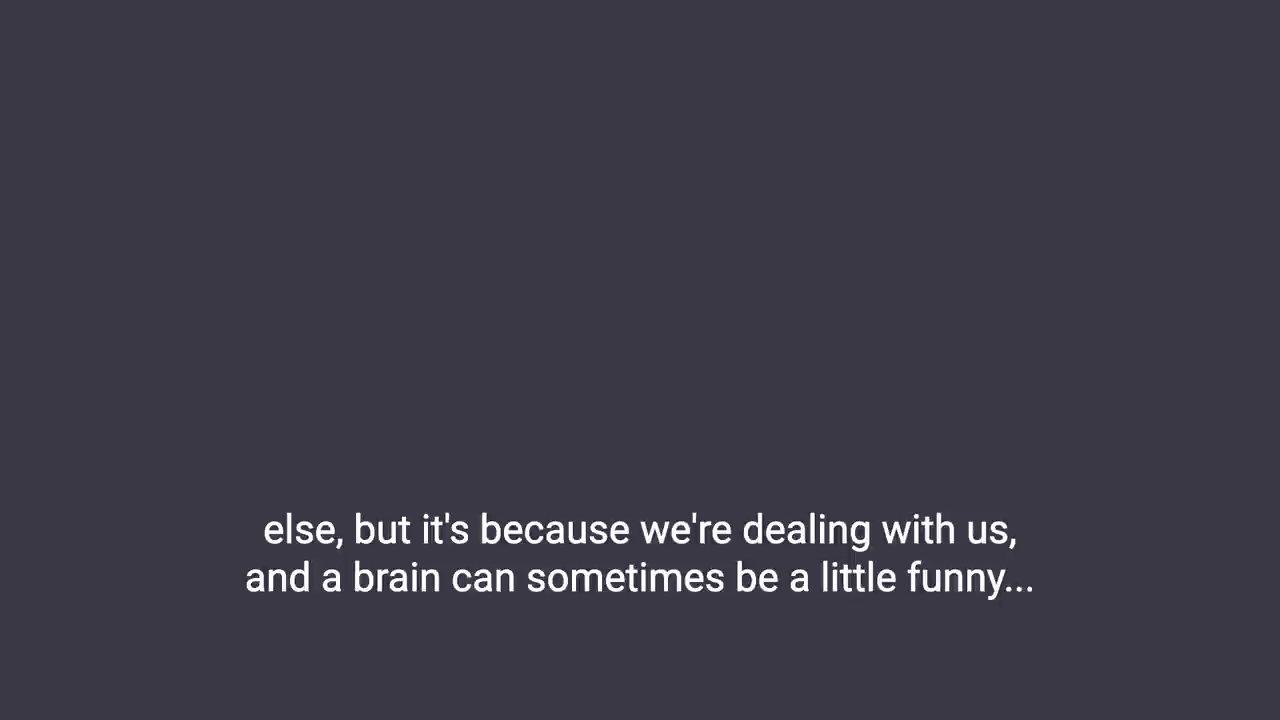 else, but it's because we're dealing with us,
and a brain can sometimes be a little funny...